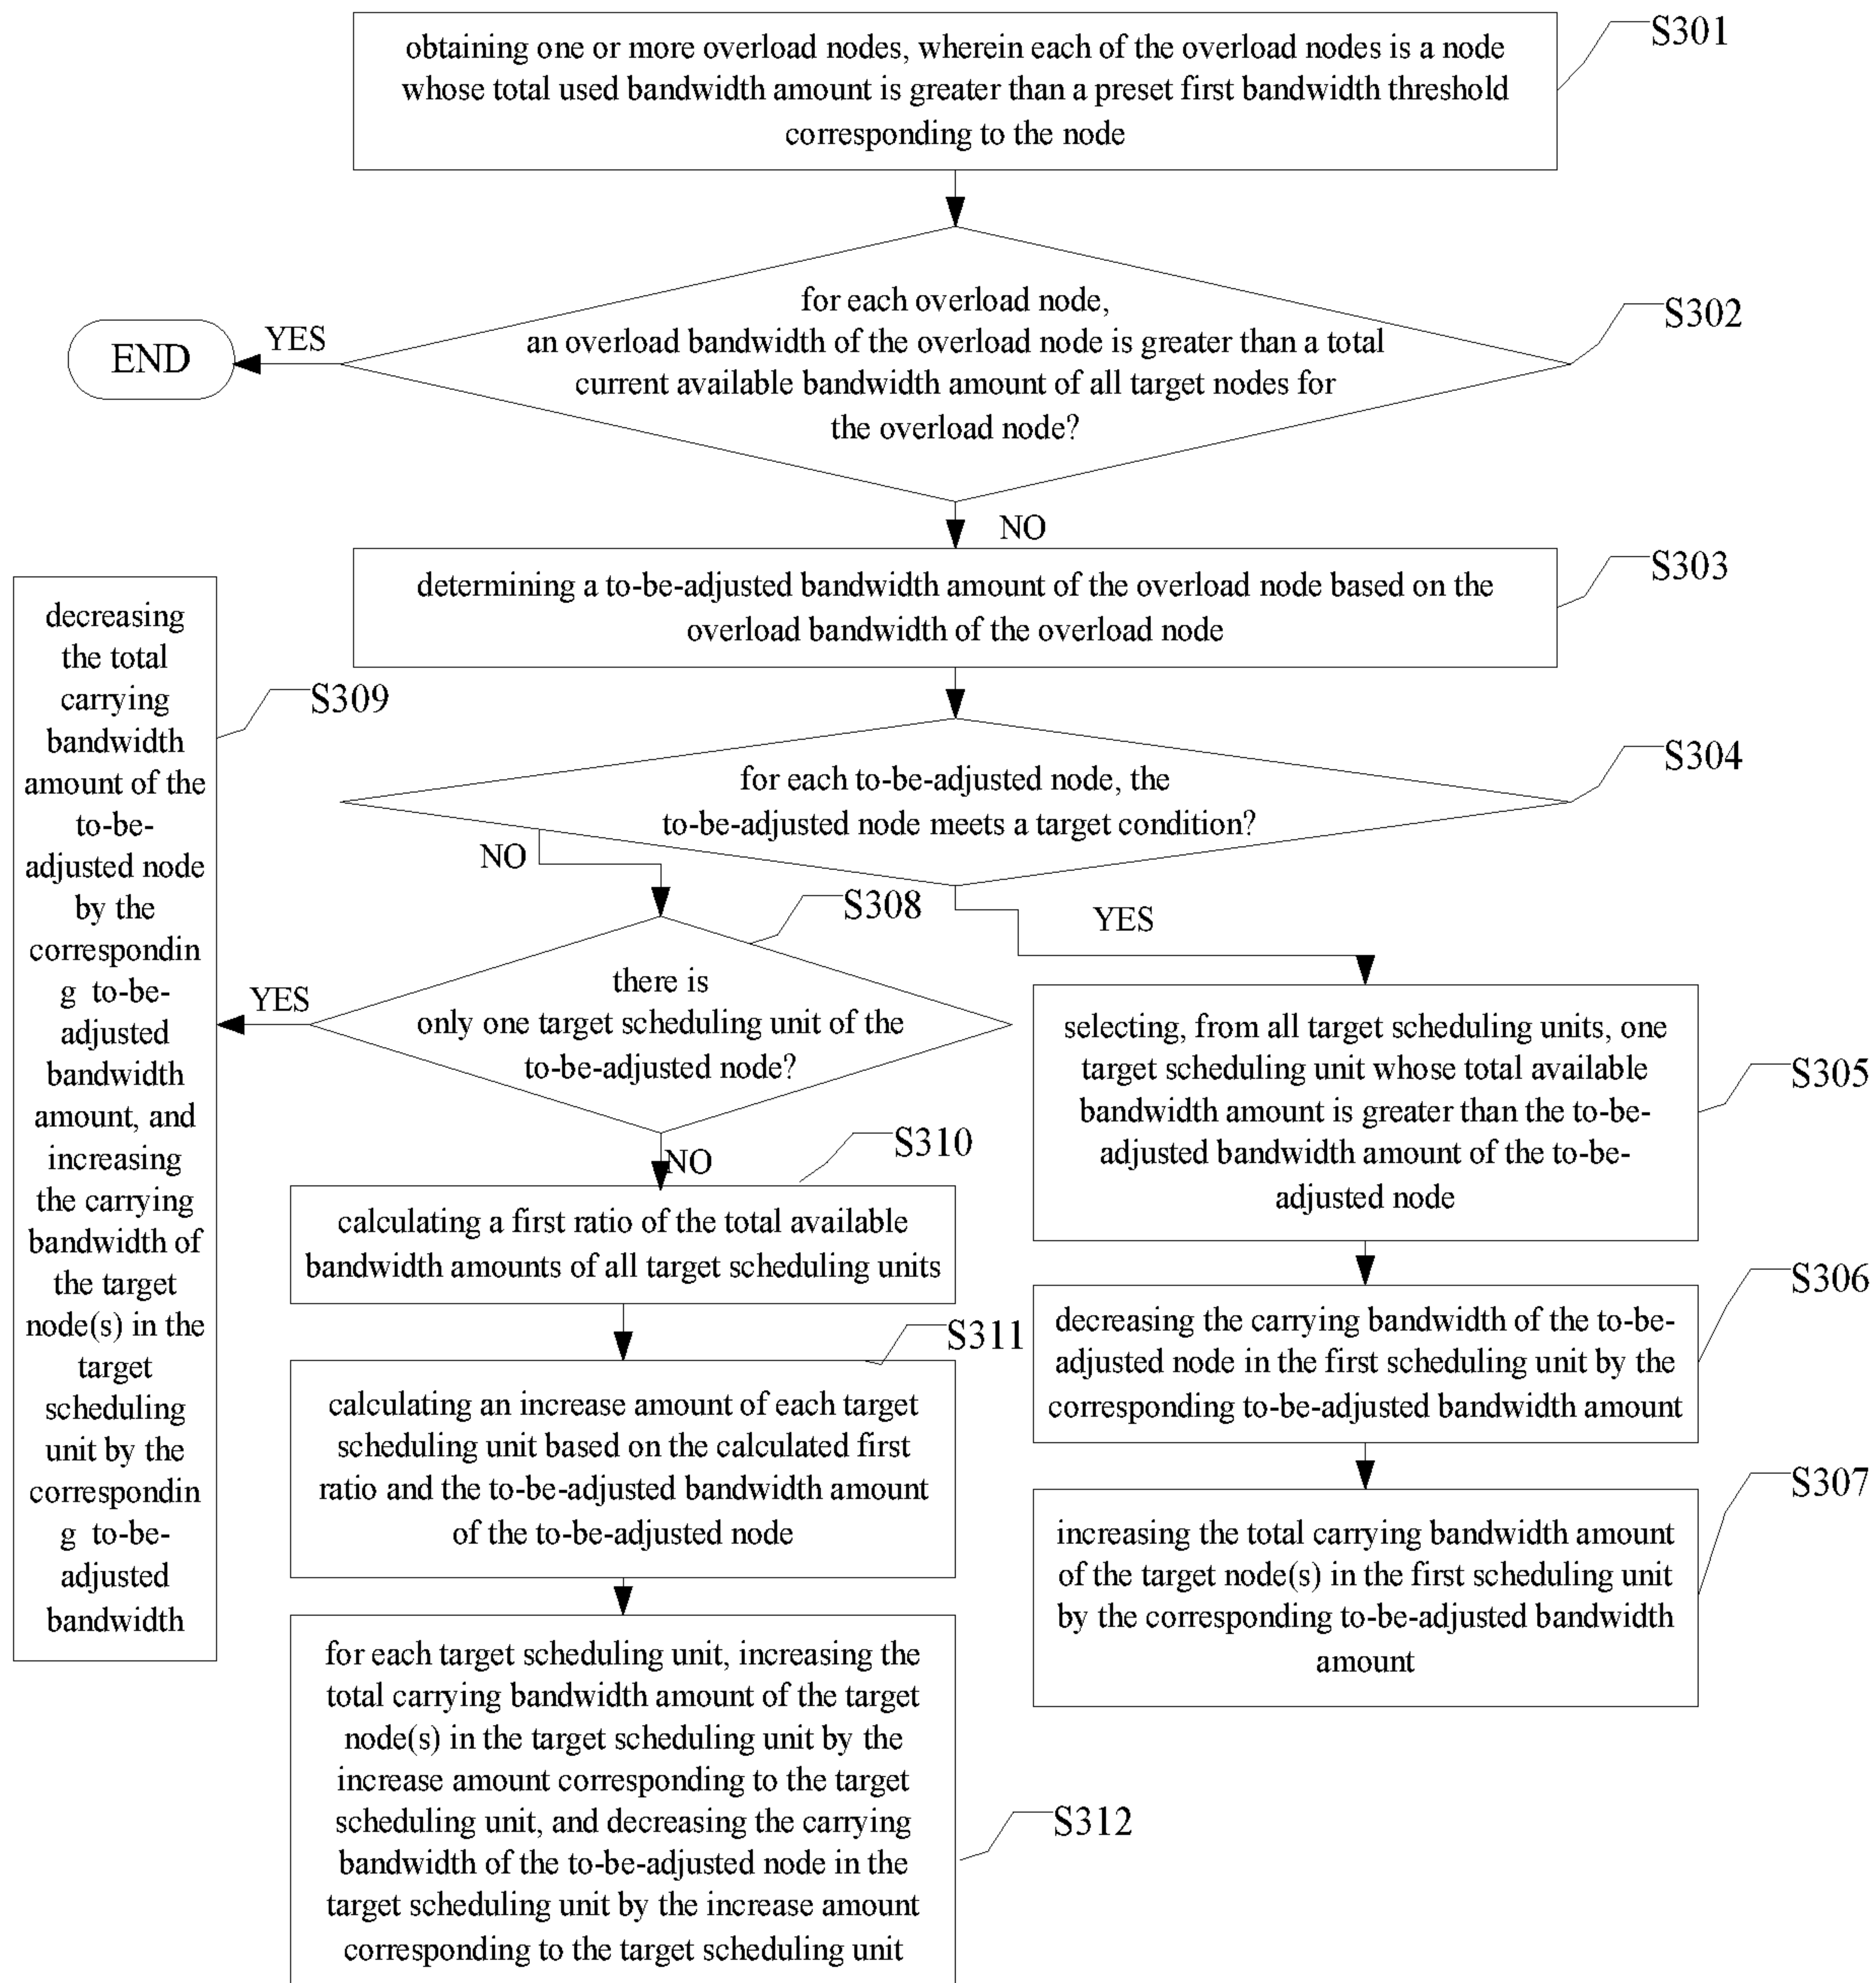 obtaining one or more overload nodes, wherein each of the overload nodes is a node
whose total used bandwidth amount is greater than a preset first bandwidth threshold
corresponding to the node
S301
for each overload node,
an overload bandwidth of the overload node is greater than a total
current available bandwidth amount of all target nodes for
the overload node?
S302
YES
END
NO
determining a to-be-adjusted bandwidth amount of the overload node based on the
overload bandwidth of the overload node
S303
for each to-be-adjusted node, the
to-be-adjusted node meets a target condition?
S304
NO
YES
selecting, from all target scheduling units, one
target scheduling unit whose total available
bandwidth amount is greater than the to-be-
adjusted bandwidth amount of the to-be-
adjusted node
S305
decreasing the carrying bandwidth of the to-be-
adjusted node in the first scheduling unit by the
corresponding to-be-adjusted bandwidth amount
S306
increasing the total carrying bandwidth amount
of the target node(s) in the first scheduling unit
by the corresponding to-be-adjusted bandwidth
amount
S307
there is
only one target scheduling unit of the
to-be-adjusted node?
S308
YES
decreasing
the total
carrying
bandwidth
amount of the
to-be-
adjusted node
by the
correspondin
g to-be-
adjusted
bandwidth
amount, and
increasing
the carrying
bandwidth of
the target
node(s) in the
target
scheduling
unit by the
correspondin
g to-be-
adjusted
bandwidth
S309
NO
calculating a first ratio of the total available
bandwidth amounts of all target scheduling units
S310
calculating an increase amount of each target
scheduling unit based on the calculated first
ratio and the to-be-adjusted bandwidth amount
of the to-be-adjusted node
S311
for each target scheduling unit, increasing the
total carrying bandwidth amount of the target
node(s) in the target scheduling unit by the
increase amount corresponding to the target
scheduling unit, and decreasing the carrying
bandwidth of the to-be-adjusted node in the
target scheduling unit by the increase amount
corresponding to the target scheduling unit
S312